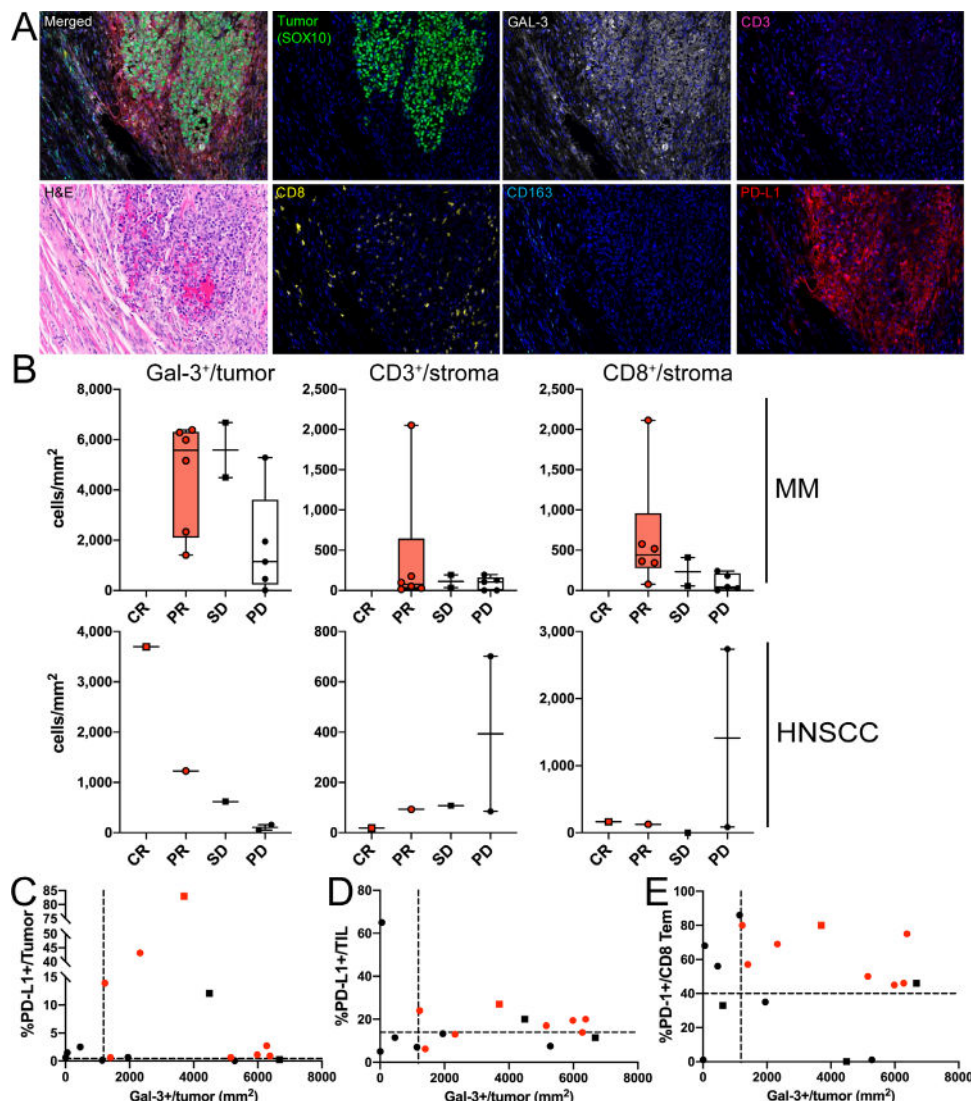 A
Merged
Tumor
(SOX10)
GAL-3
CD3
H&E
CD8
CD163
PD-L1
B
Gal-3⁺/tumor
CD3⁺/stroma
CD8⁺/stroma
cells/mm²
8,000
6,000
4,000
2,000
0
CR
PR
SD
PD
2,500
2,000
1,500
1,000
500
0
CR
PR
SD
PD
2,500
2,000
1,500
1,000
500
0
CR
PR
SD
PD
MM
cells/mm²
4,000
3,000
2,000
1,000
0
CR
PR
SD
PD
800
600
400
200
0
CR
PR
SD
PD
3,000
2,000
1,000
0
CR
PR
SD
PD
HNSCC
C
%PD-L1+/Tumor
85
80
75
50
45
40
15
10
5
0
0 2000 4000 6000 8000
Gal-3+/tumor (mm²)
D
%PD-L1+/TIL
80
60
40
20
0
0 2000 4000 6000 8000
Gal-3+/tumor (mm²)
E
%PD-1+/CD8 Tem
100
80
60
40
20
0
0 2000 4000 6000 8000
Gal-3+/tumor (mm²)